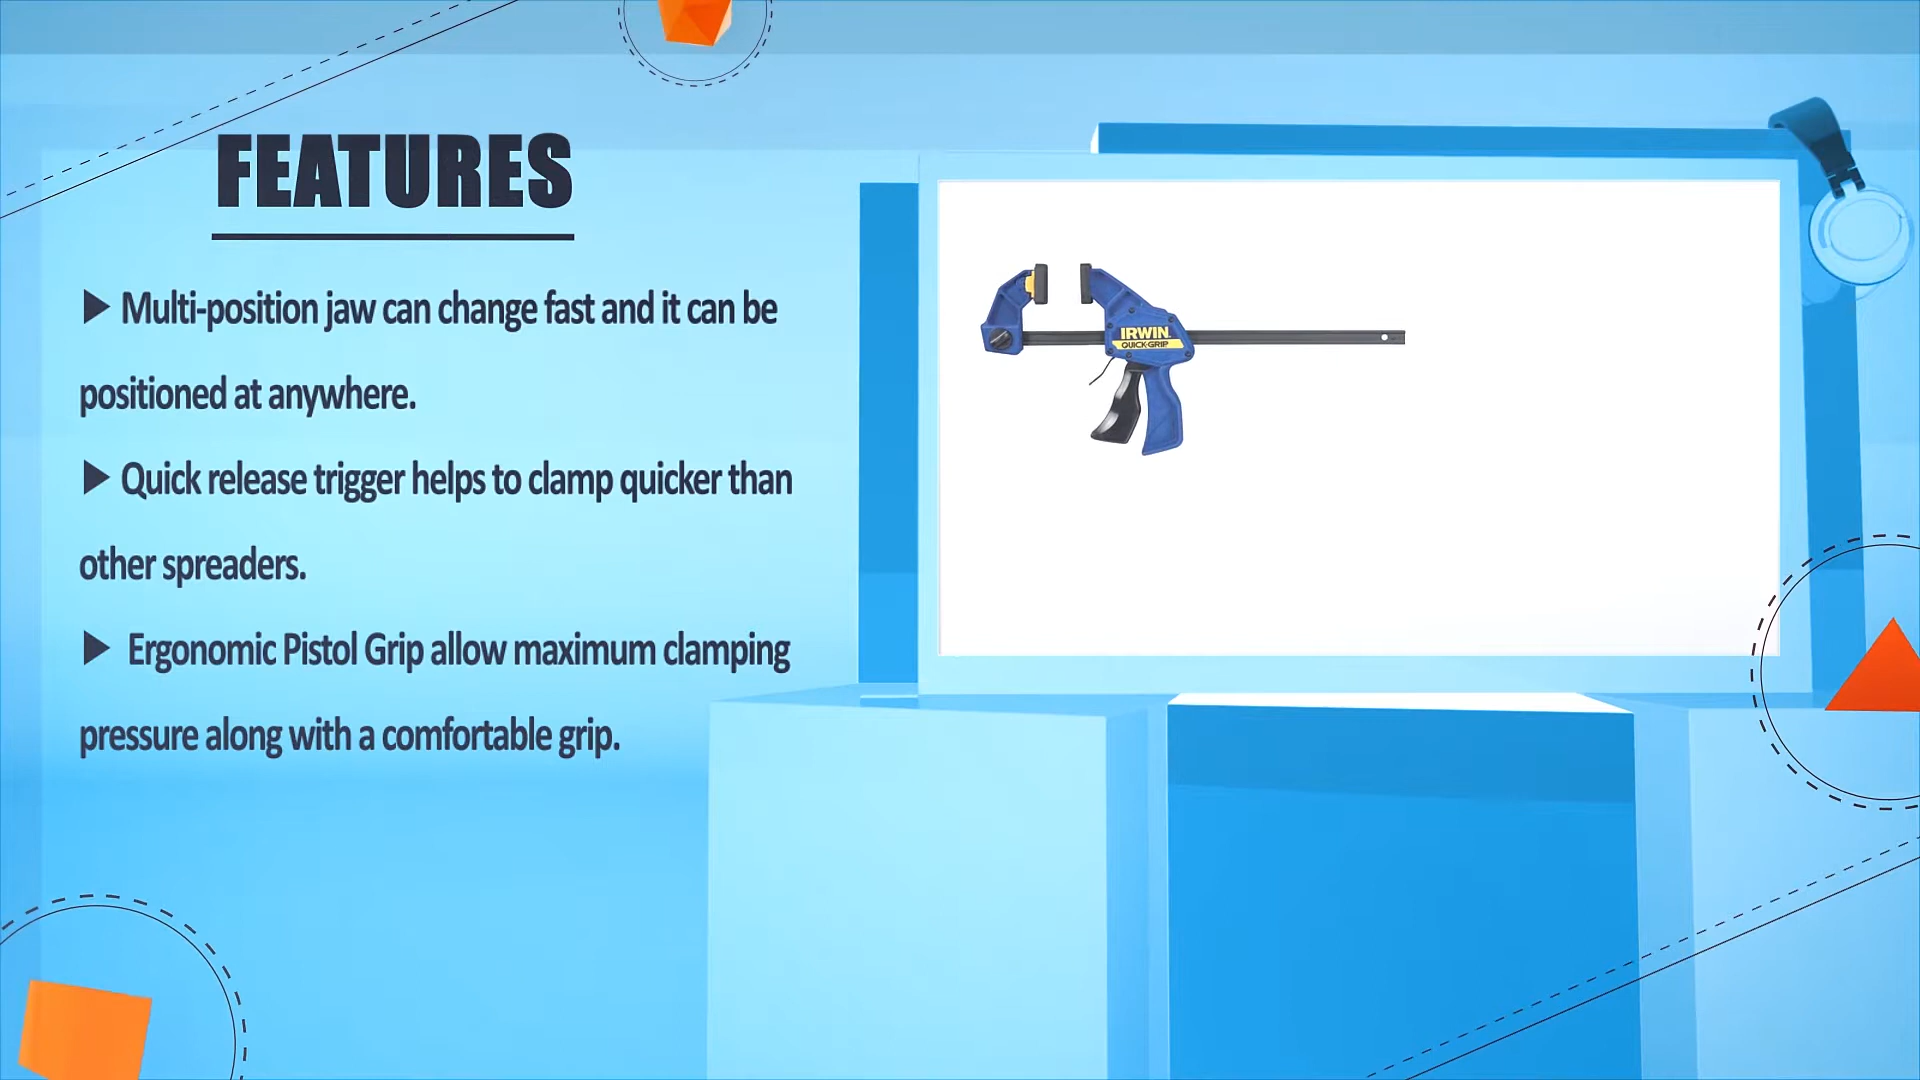 FEATURES
▶ Multi-position jaw can change fast and it can be
positioned at anywhere.
▶ Quick release trigger helps to clamp quicker than
other spreaders.
▶ Ergonomic Pistol Grip allow maximum clamping
pressure along with a comfortable grip.
IRWIN
QUICK-GRIP